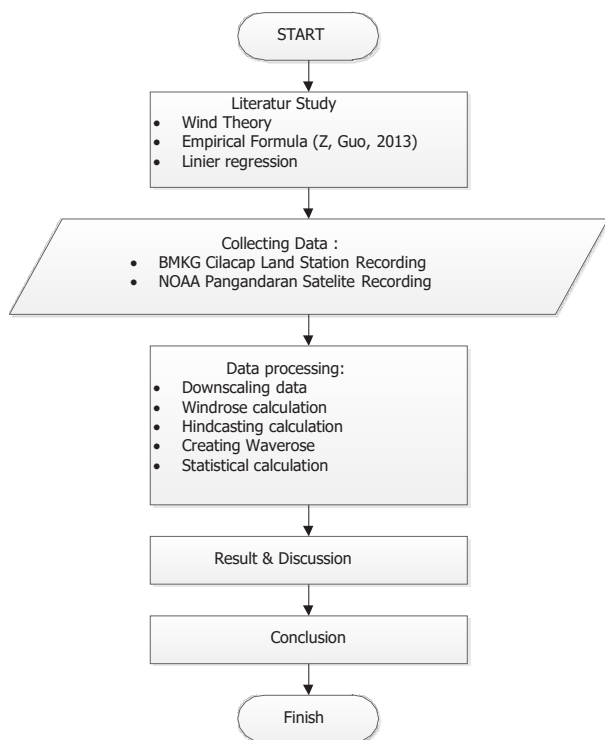 START
Literatur Study
• Wind Theory
• Empirical Formula (Z, Guo, 2013)
• Linier regression
Collecting Data :
• BMKG Cilacap Land Station Recording
• NOAA Pangandaran Satelite Recording
Data processing:
• Downscaling data
• Windrose calculation
• Hindcasting calculation
• Creating Waverose
• Statistical calculation
Result & Discussion
Conclusion
Finish